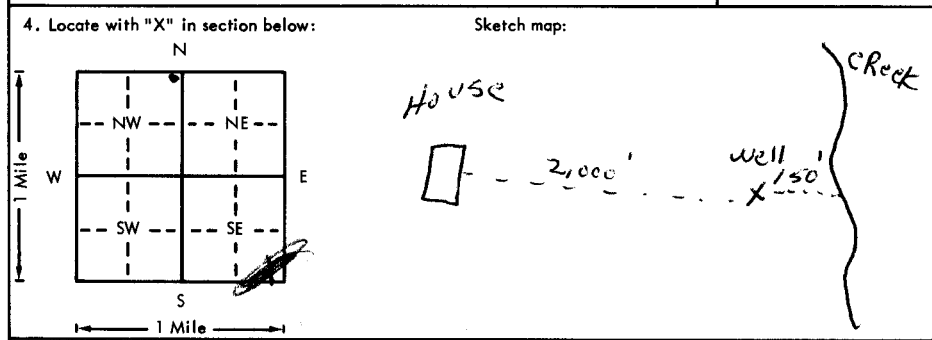 4. Locate with "X" in section below:
Sketch map:
N
NW
NE
W
E
SW
SE
S
1 Mile
1 Mile
House
2,000'
Well
X
150'
CReek